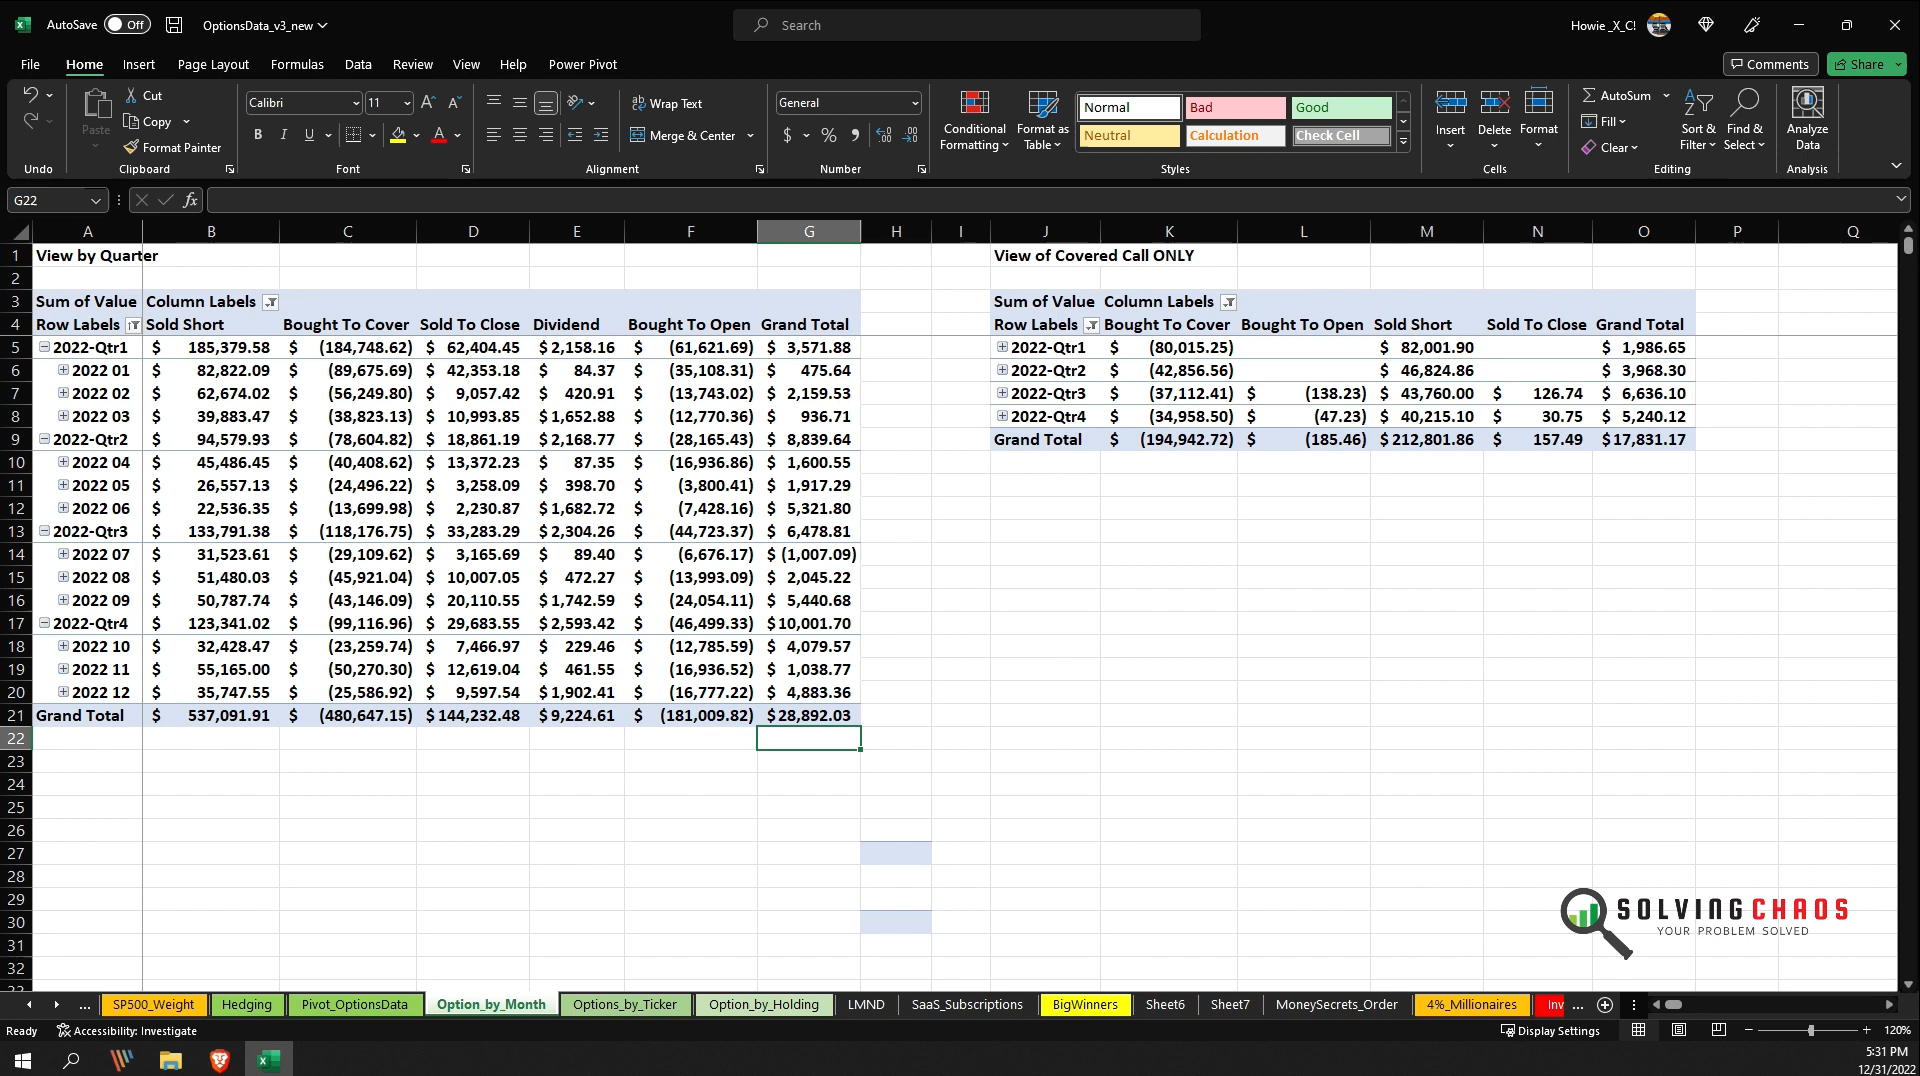 AutoSave Off OptionsData_v3_new Search Howie _X_C!
File Home Insert Page Layout Formulas Data Review View Help Power Pivot Comments Share
Paste Cut Copy Format Painter Calibri 11 B I U A Wrap Text Merge & Center General $ % Conditional Formatting Format as Table Normal Bad Good Neutral Calculation Check Cell Insert Delete Format AutoSum Fill Clear Sort & Filter Find & Select Analyze Data
Undo Clipboard Font Alignment Number Styles Cells Editing Analysis
G22 fx
A B C D E F G H I J K L M N O P Q
1 View by Quarter View of Covered Call ONLY
2
3 Sum of Value Column Labels Sum of Value Column Labels
4 Row Labels Sold Short Bought To Cover Sold To Close Dividend Bought To Open Grand Total Row Labels Bought To Cover Bought To Open Sold Short Sold To Close Grand Total
5 2022-Qtr1 $ 185,379.58 $ (184,748.62) $ 62,404.45 $ 2,158.16 $ (61,621.69) $ 3,571.88 2022-Qtr1 $ (80,015.25) $ 82,001.90 $ 1,986.65
6 2022 01 $ 82,822.09 $ (89,675.69) $ 42,353.18 $ 84.37 $ (35,108.31) $ 475.64 2022-Qtr2 $ (42,856.56) $ 46,824.86 $ 3,968.30
7 2022 02 $ 62,674.02 $ (56,249.80) $ 9,057.42 $ 420.91 $ (13,743.02) $ 2,159.53 2022-Qtr3 $ (37,112.41) $ (138.23) $ 43,760.00 $ 126.74 $ 6,636.10
8 2022 03 $ 39,883.47 $ (38,823.13) $ 10,993.85 $ 1,652.88 $ (12,770.36) $ 936.71 2022-Qtr4 $ (34,958.50) $ (47.23) $ 40,215.10 $ 30.75 $ 5,240.12
9 2022-Qtr2 $ 94,579.93 $ (78,604.82) $ 18,861.19 $ 2,168.77 $ (28,165.43) $ 8,839.64 Grand Total $ (194,942.72) $ (185.46) $ 212,801.86 $ 157.49 $ 17,831.17
10 2022 04 $ 45,486.45 $ (40,408.62) $ 13,372.23 $ 87.35 $ (16,936.86) $ 1,600.55
11 2022 05 $ 26,557.13 $ (24,496.22) $ 3,258.09 $ 398.70 $ (3,800.41) $ 1,917.29
12 2022 06 $ 22,536.35 $ (13,699.98) $ 2,230.87 $ 1,682.72 $ (7,428.16) $ 5,321.80
13 2022-Qtr3 $ 133,791.38 $ (118,176.75) $ 33,283.29 $ 2,304.26 $ (44,723.37) $ 6,478.81
14 2022 07 $ 31,523.61 $ (29,109.62) $ 3,165.69 $ 89.40 $ (6,676.17) $ (1,007.09)
15 2022 08 $ 51,480.03 $ (45,921.04) $ 10,007.05 $ 472.27 $ (13,993.09) $ 2,045.22
16 2022 09 $ 50,787.74 $ (43,146.09) $ 20,110.55 $ 1,742.59 $ (24,054.11) $ 5,440.68
17 2022-Qtr4 $ 123,341.02 $ (99,116.96) $ 29,683.55 $ 2,593.42 $ (46,499.33) $ 10,001.70
18 2022 10 $ 32,428.47 $ (23,259.74) $ 7,466.97 $ 229.46 $ (12,785.59) $ 4,079.57
19 2022 11 $ 55,165.00 $ (50,270.30) $ 12,619.04 $ 461.55 $ (16,936.52) $ 1,038.77
20 2022 12 $ 35,747.55 $ (25,586.92) $ 9,597.54 $ 1,902.41 $ (16,777.22) $ 4,883.36
21 Grand Total $ 537,091.91 $ (480,647.15) $ 144,232.48 $ 9,224.61 $ (181,009.82) $ 28,892.03
22
23
24
25
26
27
28
29
30
31
32
SOLVING CHAOS
YOUR PROBLEM SOLVED
... SP500_Weight Hedging Pivot_OptionsData Option_by_Month Options_by_Ticker Option_by_Holding LMND SaaS_Subscriptions BigWinners Sheet6 Sheet7 MoneySecrets_Order 4%_Millionaires Inv ...
Ready Accessibility: Investigate Display Settings 120%
5:31 PM
12/31/2022